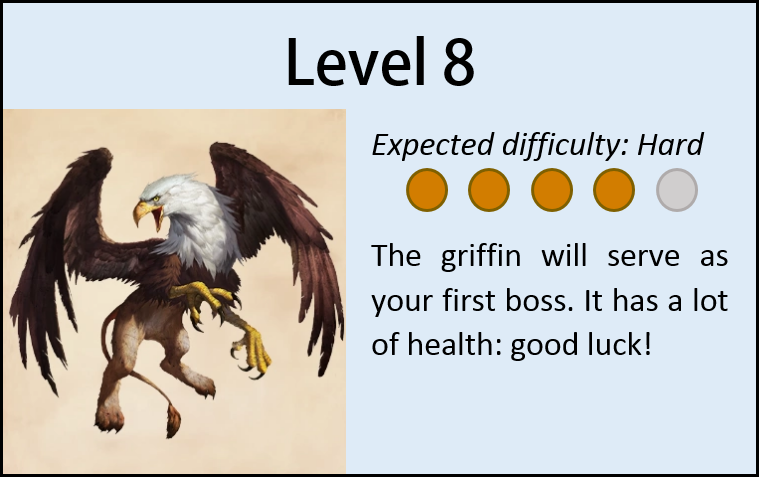 Level 8
Expected difficulty: Hard
The griffin will serve as
your first boss. It has a lot
of health: good luck!